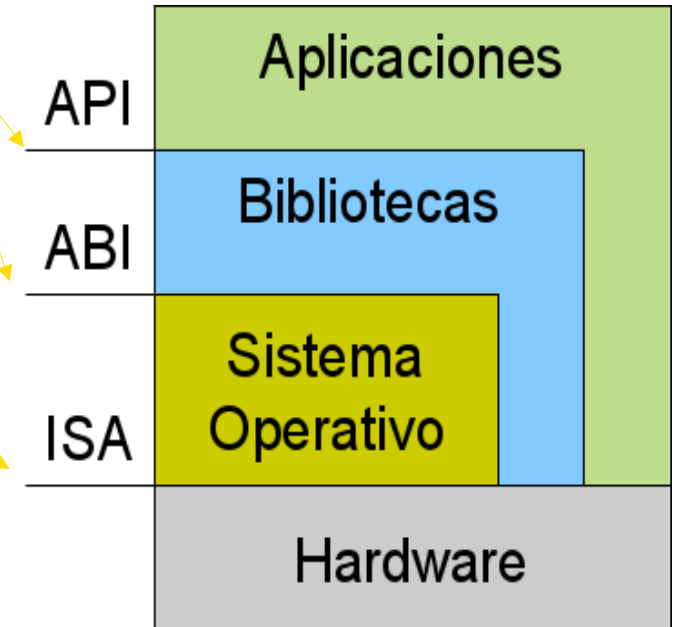 Aplicaciones
API
Bibliotecas
ABI
Sistema
Operativo
ISA
Hardware